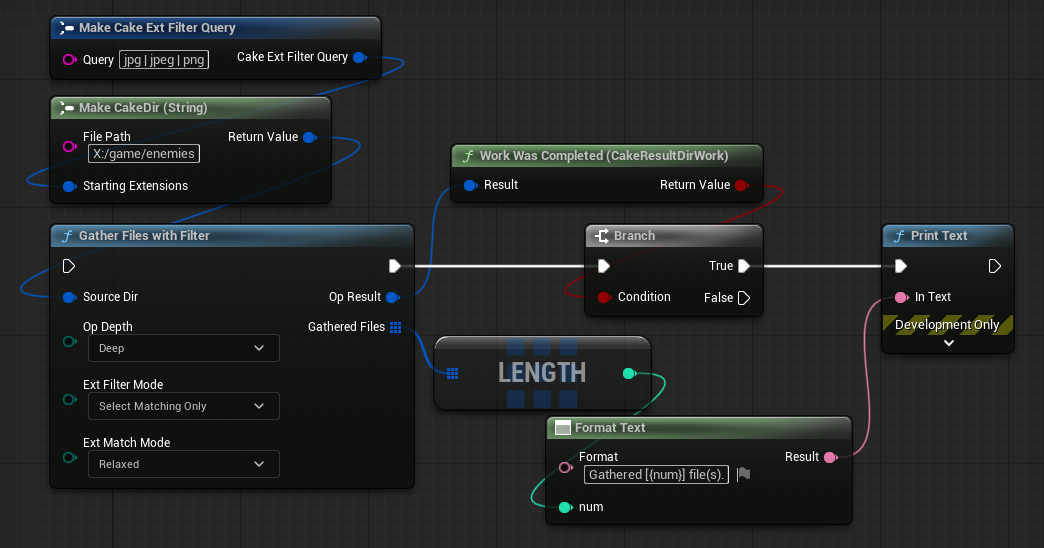 Make Cake Ext Filter Query
Query jpg | jpeg | png Cake Ext Filter Query
Make CakeDir (String)
File Path Return Value
X:/game/enemies
Starting Extensions
Work Was Completed (CakeResultDirWork)
Result Return Value
Gather Files with Filter
Source Dir Op Result
Op Depth Gathered Files
Deep
Ext Filter Mode
Select Matching Only
Ext Match Mode
Relaxed
Branch
True
Condition False
Print Text
In Text
Development Only
LENGTH
Format Text
Format Result
Gathered [{num}] file(s).
num